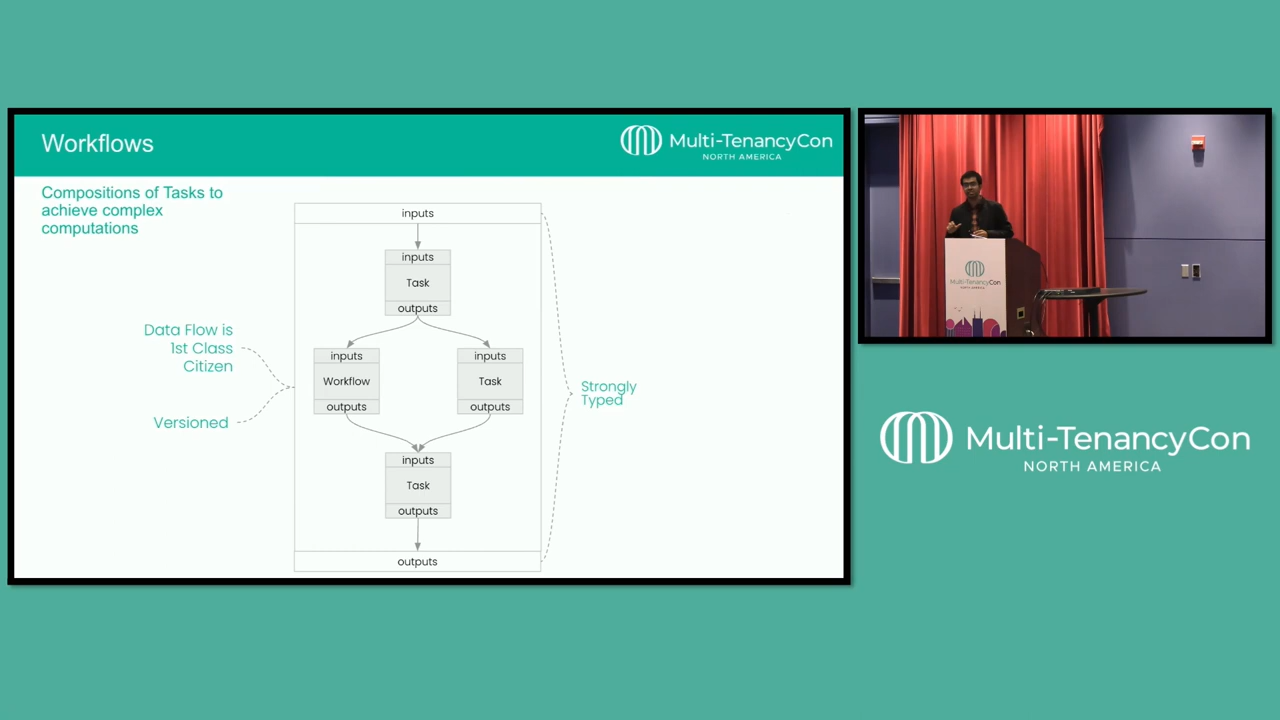 Workflows
Multi-TenancyCon
NORTH AMERICA
Compositions of Tasks to
achieve complex
computations
inputs
inputs
Task
outputs
Data Flow is
1st Class
Citizen
Versioned
inputs
Workflow
outputs
inputs
Task
outputs
Strongly
Typed
inputs
Task
outputs
outputs
Multi-TenancyCon
NORTH AMERICA
Multi-TenancyCon
NORTH AMERICA